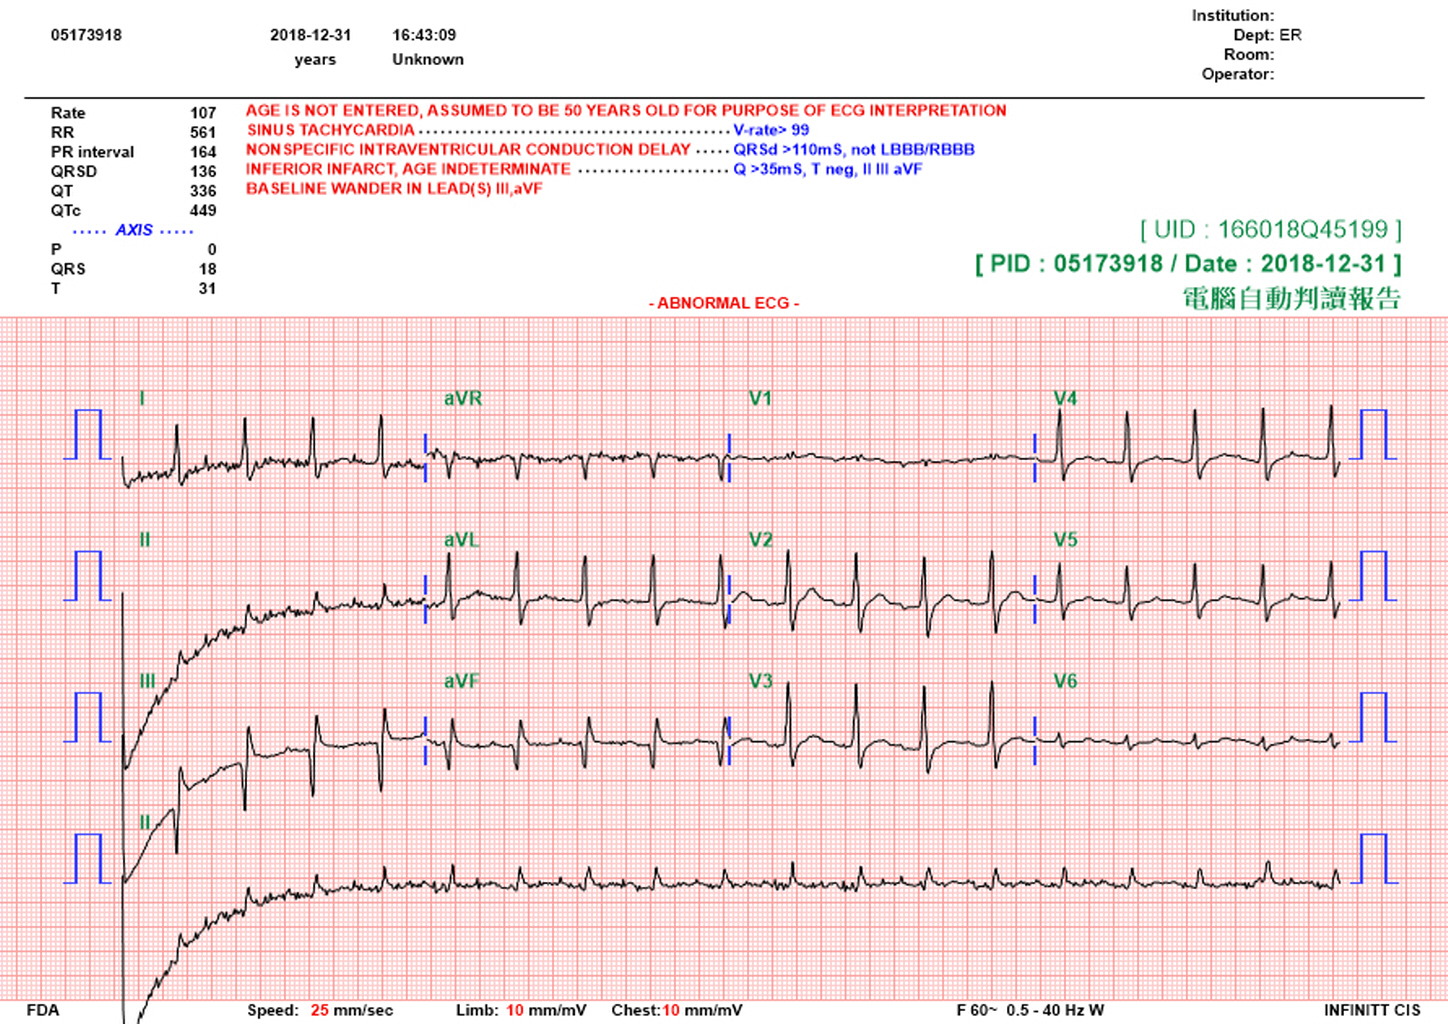 Institution:
05173918 2018-12-31 16:43:09 Dept: ER
years Unknown Room:
Operator:
Rate 107 AGE IS NOT ENTERED, ASSUMED TO BE 50 YEARS OLD FOR PURPOSE OF ECG INTERPRETATION
RR 561 SINUS TACHYCARDIA ........................................ V-rate> 99
PR interval 164 NONSPECIFIC INTRAVENTRICULAR CONDUCTION DELAY ..... QRSd >110mS, not LBBB/RBBB
QRSD 136 INFERIOR INFARCT, AGE INDETERMINATE ..................... Q >35mS, T neg, II III aVF
QT 336 BASELINE WANDER IN LEAD(S) III,aVF
QTc 449
..... AXIS .....
P 0
QRS 18
T 31
[ UID : 166018Q45199 ]
[ PID : 05173918 / Date : 2018-12-31 ]
電腦自動判讀報告
- ABNORMAL ECG -
I aVR V1 V4
II aVL V2 V5
III aVF V3 V6
II
FDA Speed: 25 mm/sec Limb: 10 mm/mV Chest:10 mm/mV F 60~ 0.5 - 40 Hz W INFINITT CIS